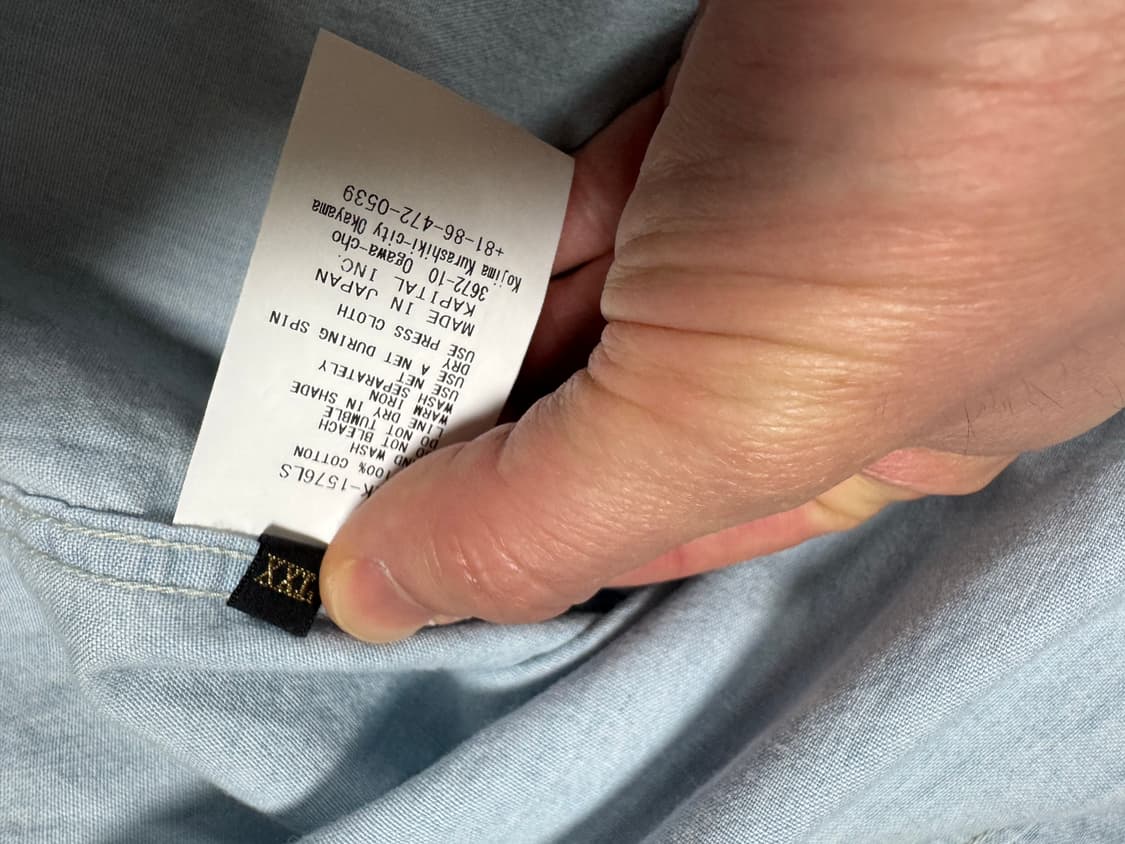 K-1576LS
100% COTTON
WASH
DO NOT BLEACH
DO NOT TUMBLE
LINE DRY IN SHADE
WARM IRON
WASH SEPARATELY
USE NET
USE A NET DURING SPIN
DRY
USE PRESS CLOTH
MADE IN JAPAN
KAPITAL INC.
3672-10 Ogawa-cho
Kojima Kurashiki-city Okayama
+81-86-472-0539